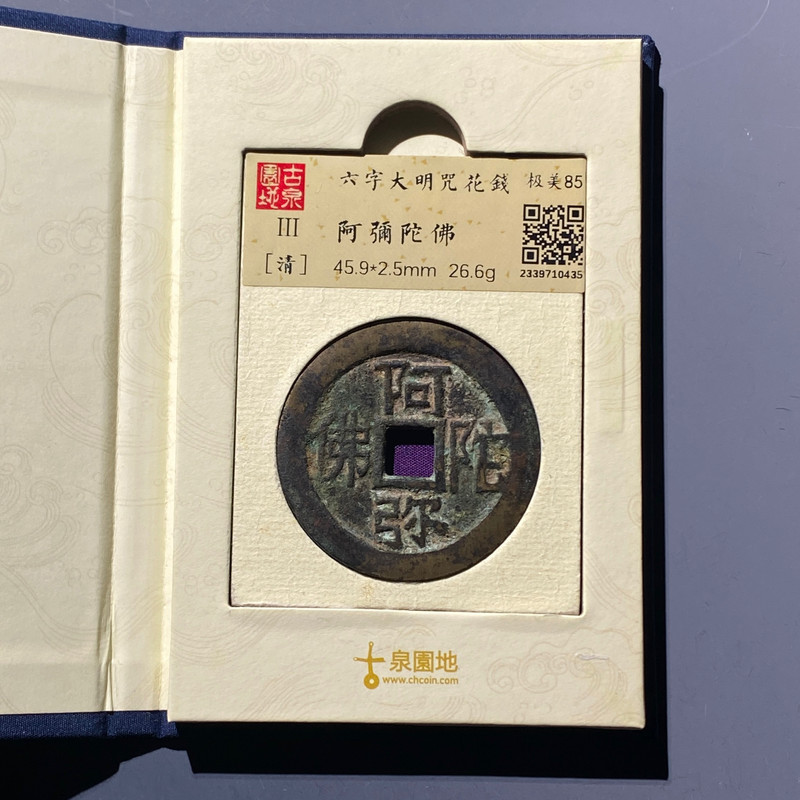 古泉
園地
六字大明咒花錢 极美85
III 阿彌陀佛
[清] 45.9*2.5mm 26.6g 2339710435
阿弥陀佛
泉園地
www.chcoin.com